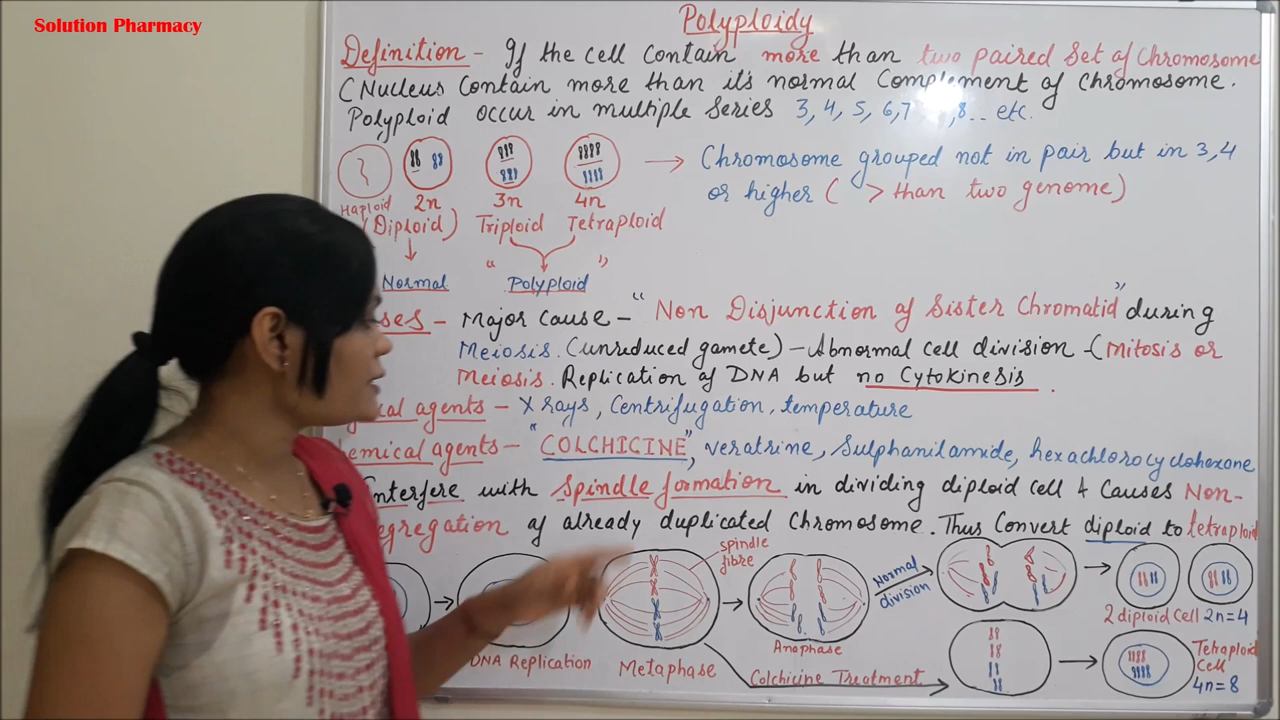 Solution Pharmacy
Polyploidy
Definition - If the cell contain more than two paired set of chromosome
(Nucleus contain more than its normal complement of chromosome.
Polyploid occur in multiple series 3, 4, 5, 6, 7 ,8.. etc.
Haploid
2n
(Diploid)
Normal
3n
Triploid
4n
Tetraploid
" Polyploid "
→ Chromosome grouped not in pair but in 3,4
or higher ( > than two genome)
ses - Major cause - "Non Disjunction of Sister Chromatid" during
Meiosis. (unreduced gamete) - Abnormal cell division - (Mitosis or
Meiosis. Replication of DNA but no Cytokinesis.
agents - X rays, Centrifugation, temperature
hemical agents - "COLCHICINE", veratrine, Sulphanilamide, hexachlorocyclohexone
Interfere with Spindle formation in dividing diploid cell & Causes Non-
egregation of already duplicated chromosome. Thus Convert diploid to tetraploid
spindle
fibre
Normal
division
2 diploid cell 2n=4
DNA Replication
Metaphase
Anaphase
Colchicine Treatment
Tetraploid
Cell
4n=8